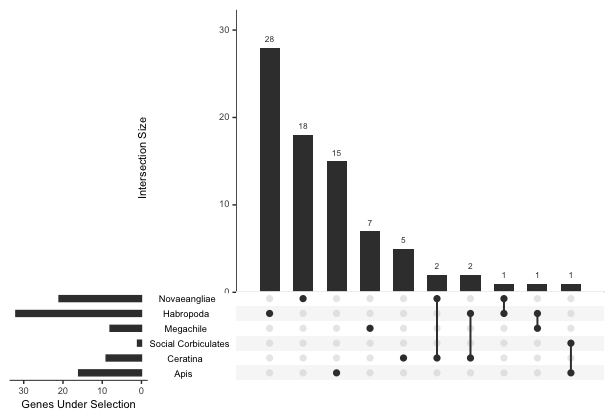 30
20
10
0
Intersection Size
28
18
15
7
5
2
2
1
1
1
Novaeangliae
Habropoda
Megachile
Social Corbiculates
Ceratina
Apis
30 20 10 0
Genes Under Selection